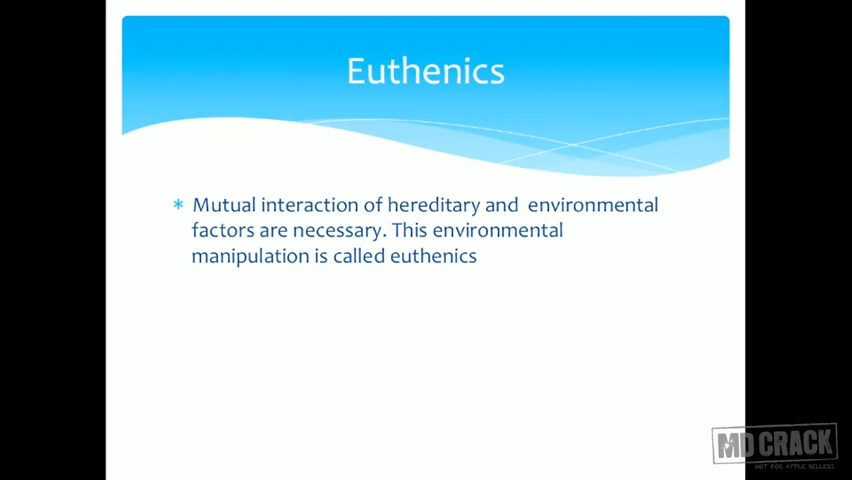 Euthenics
* Mutual interaction of hereditary and environmental
factors are necessary. This environmental
manipulation is called euthenics
MD CRACK
NOT FOR APPLE SELLERS